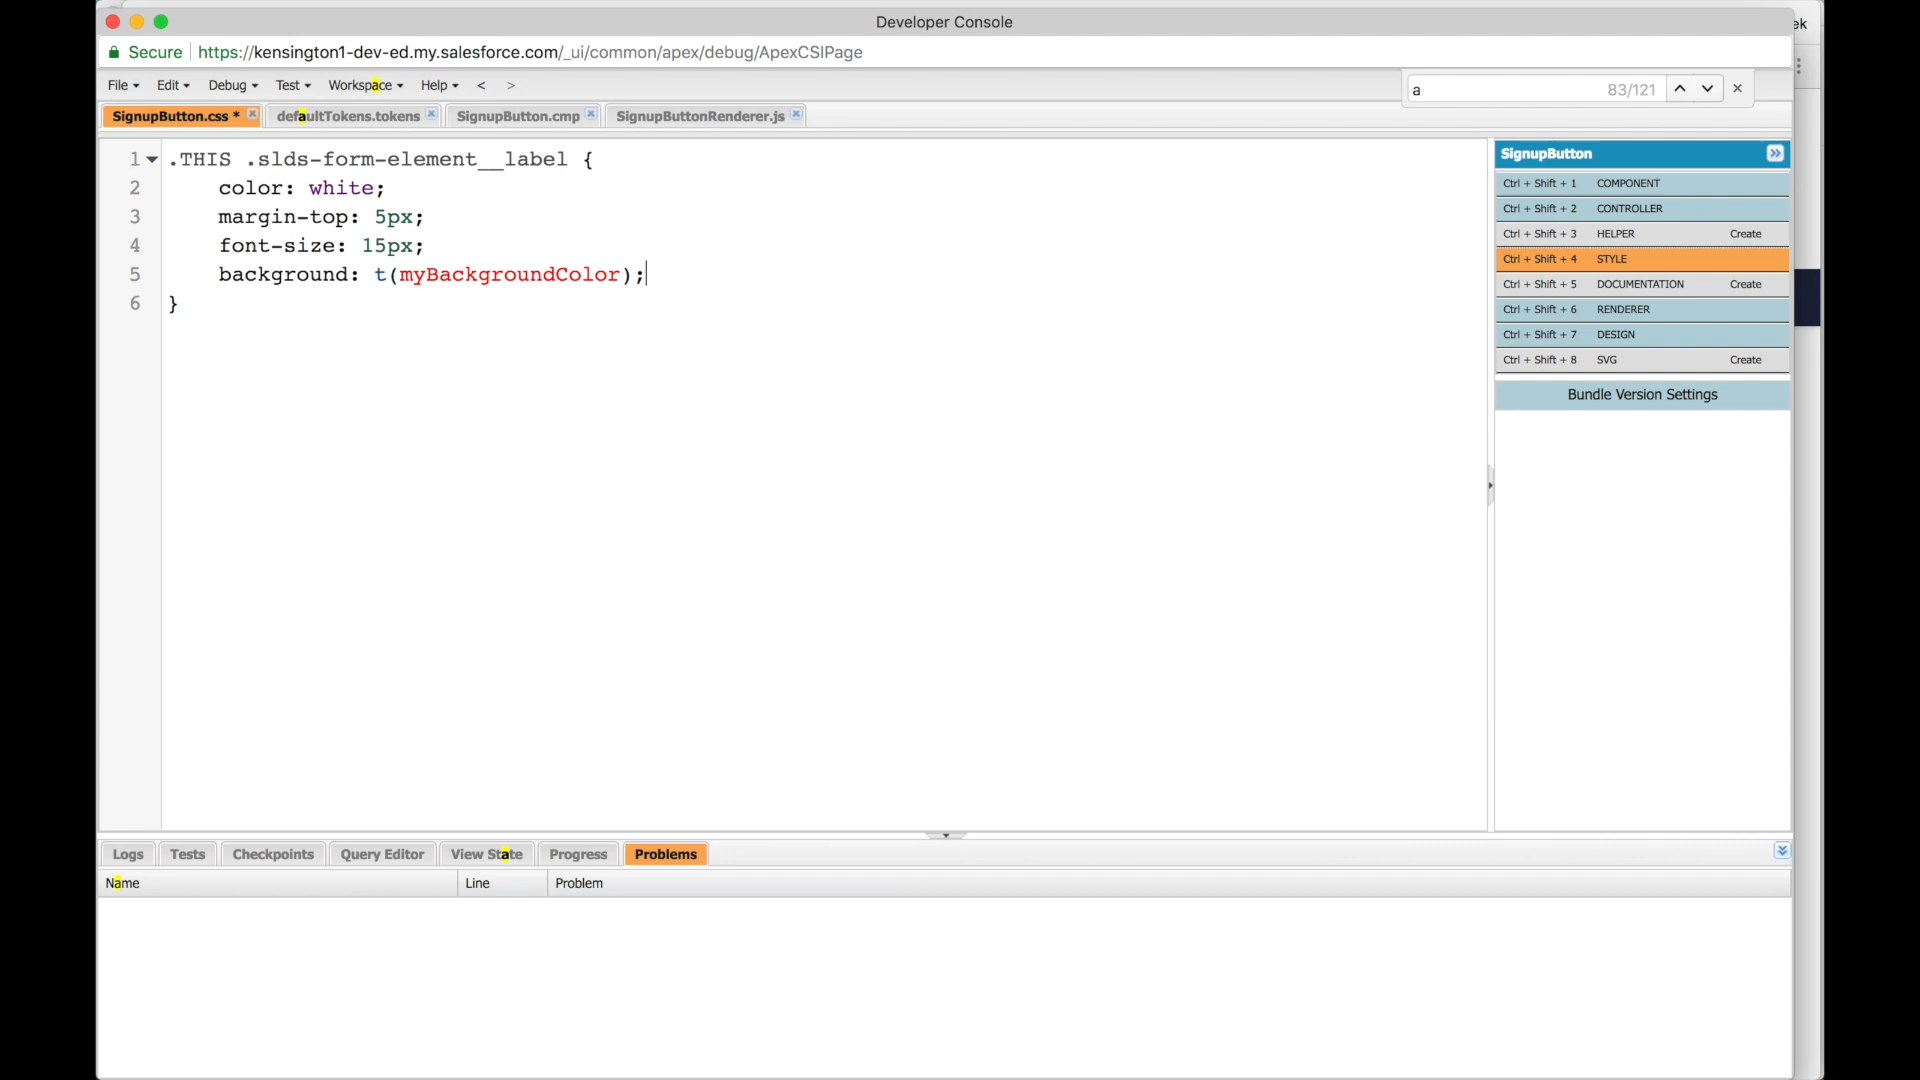 Developer Console
ek
Secure https://kensington1-dev-ed.my.salesforce.com/_ui/common/apex/debug/ApexCSIPage
File Edit Debug Test Workspace Help < >
a 83/121
SignupButton.css * defaultTokens.tokens SignupButton.cmp SignupButtonRenderer.js
1 .THIS .slds-form-element__label {
2 color: white;
3 margin-top: 5px;
4 font-size: 15px;
5 background: t(myBackgroundColor);
6 }
SignupButton
Ctrl + Shift + 1 COMPONENT
Ctrl + Shift + 2 CONTROLLER
Ctrl + Shift + 3 HELPER Create
Ctrl + Shift + 4 STYLE
Ctrl + Shift + 5 DOCUMENTATION Create
Ctrl + Shift + 6 RENDERER
Ctrl + Shift + 7 DESIGN
Ctrl + Shift + 8 SVG Create
Bundle Version Settings
Logs Tests Checkpoints Query Editor View State Progress Problems
Name Line Problem